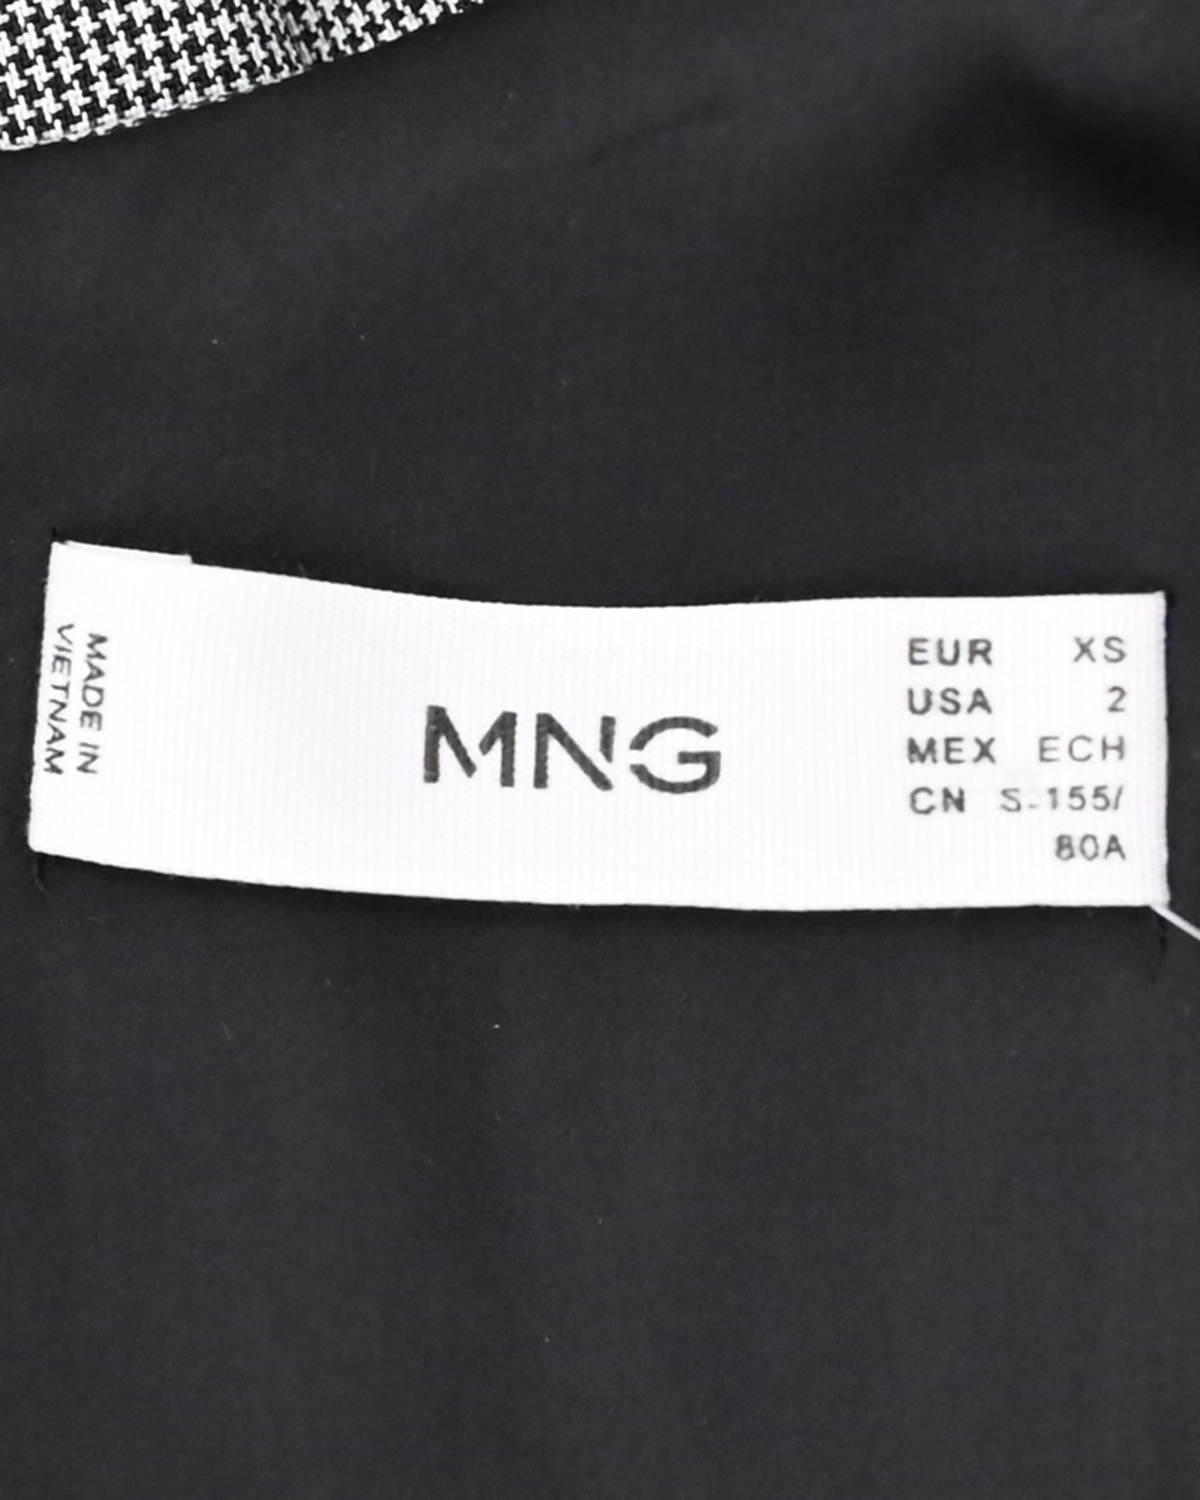 MADE IN
VIETNAM
MNG
EUR XS
USA 2
MEX ECH
CN S-155/
80A